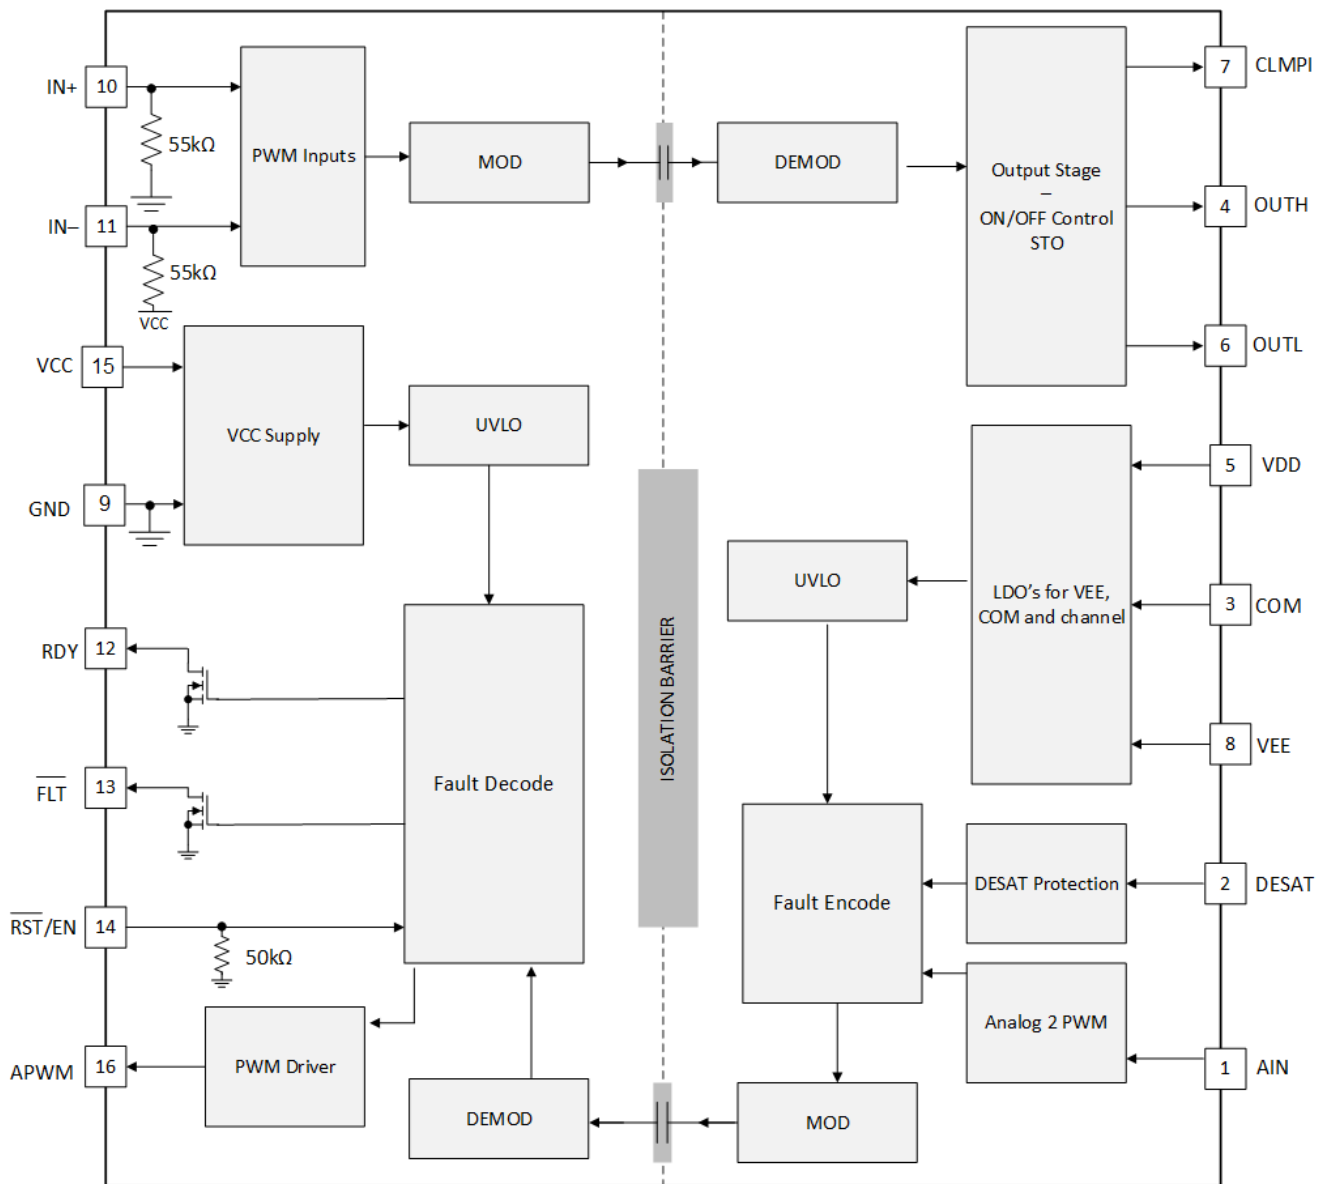 IN+
10
55kΩ
IN–
11
55kΩ
VCC
PWM Inputs
MOD
DEMOD
Output Stage
–
ON/OFF Control
STO
7
CLMPI
4
OUTH
6
OUTL
VCC
15
GND
9
VCC Supply
UVLO
RDY
12
FLT
13
RST/EN
14
50kΩ
APWM
16
Fault Decode
PWM Driver
DEMOD
ISOLATION BARRIER
UVLO
LDO's for VEE,
COM and channel
5
VDD
3
COM
8
VEE
Fault Encode
DESAT Protection
2
DESAT
Analog 2 PWM
1
AIN
MOD